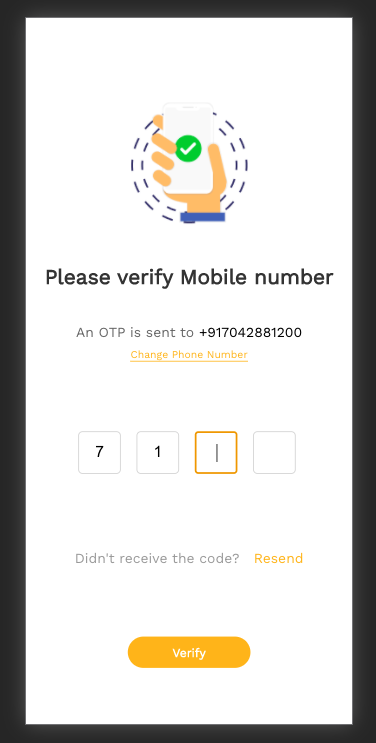 Please verify Mobile number
An OTP is sent to +917042881200
Change Phone Number
7 1
Didn't receive the code? Resend
Verify